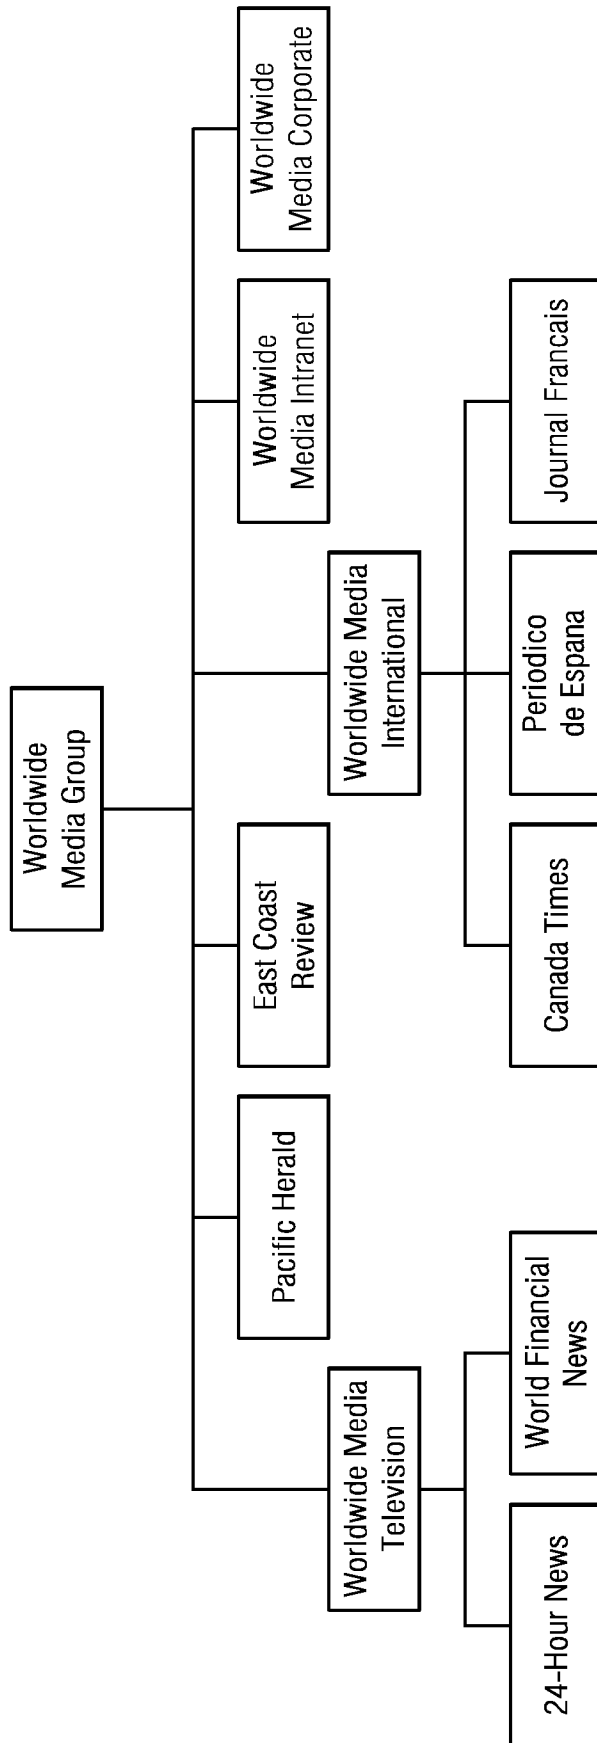 Worldwide
Media Group
Worldwide Media
Television
Pacific Herald
East Coast
Review
Worldwide Media
International
Worldwide
Media Intranet
Worldwide
Media Corporate
24-Hour News
World Financial
News
Canada Times
Periodico
de Espana
Journal Francais